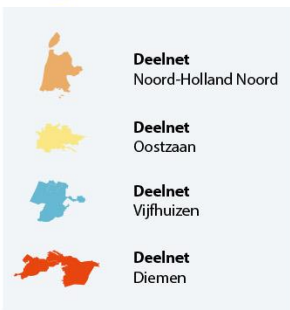 Deelnet
Noord-Holland Noord
Deelnet
Oostzaan
Deelnet
Vijfhuizen
Deelnet
Diemen